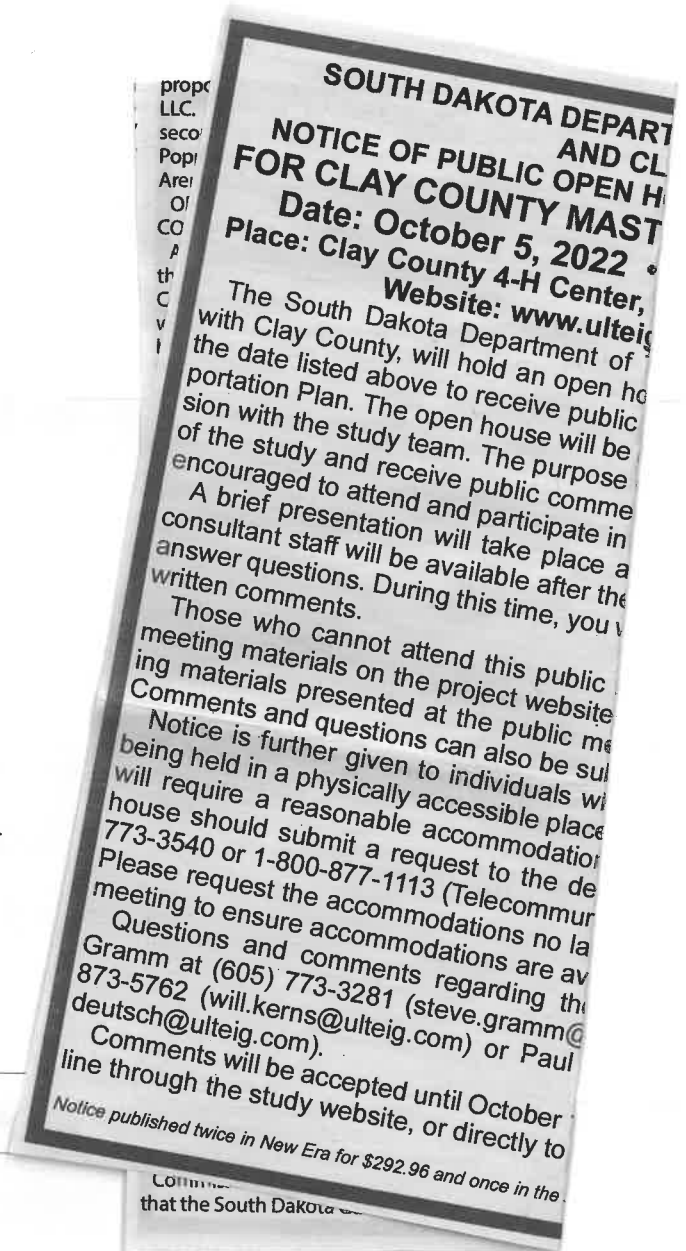 propo
LLC.
seco
Popr
Arer
Of
CO
A
th
C
SOUTH DAKOTA DEPART
AND CL
NOTICE OF PUBLIC OPEN H
FOR CLAY COUNTY MAST
Date: October 5, 2022 •
Place: Clay County 4-H Center,
Website: www.ulteig
The South Dakota Department of
with Clay County, will hold an open ho
the date listed above to receive public
portation Plan. The open house will be
sion with the study team. The purpose
of the study and receive public comme
encouraged to attend and participate in
A brief presentation will take place a
consultant staff will be available after the
answer questions. During this time, you v
written comments.
Those who cannot attend this public
meeting materials on the project website
ing materials presented at the public me
Comments and questions can also be sul
Notice is further given to individuals wi
being held in a physically accessible place
will require a reasonable accommodation
house should submit a request to the de
773-3540 or 1-800-877-1113 (Telecommur
Please request the accommodations no la
meeting to ensure accommodations are av
Questions and comments regarding the
Gramm at (605) 773-3281 (steve.gramm@
873-5762 (will.kerns@ulteig.com) or Paul
deutsch@ulteig.com).
Comments will be accepted until October
line through the study website, or directly to
Notice published twice in New Era for $292.96 and once in the
that the South Dakota